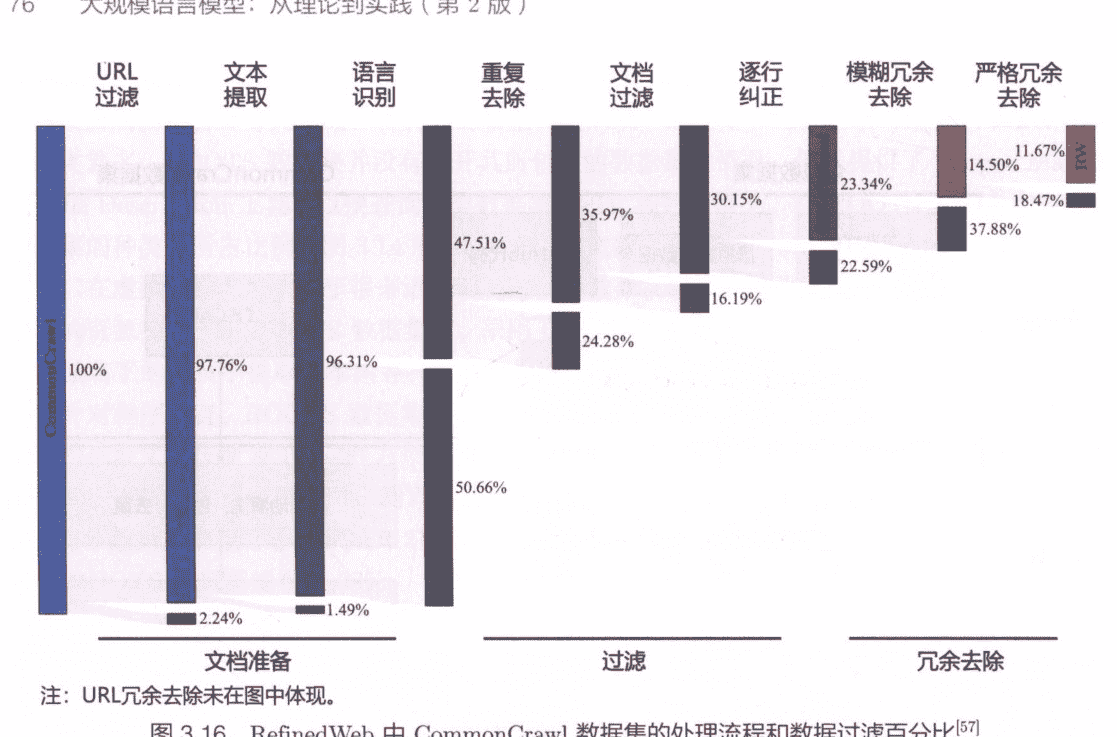 76 大规模语言模型：从理论到实践（第 2 版）
URL 文本 语言 重复 文档 逐行 模糊冗余 严格冗余
过滤 提取 识别 去除 过滤 纠正 去除 去除
CommonCrawl
100%
97.76%
2.24%
96.31%
1.49%
47.51%
50.66%
35.97%
24.28%
30.15%
16.19%
23.34%
22.59%
14.50%
37.88%
11.67%
RW
18.47%
文档准备 过滤 冗余去除
注：URL冗余去除未在图中体现。
图 3.16 RefinedWeb 中 CommonCrawl 数据集的处理流程和数据过滤百分比[57]